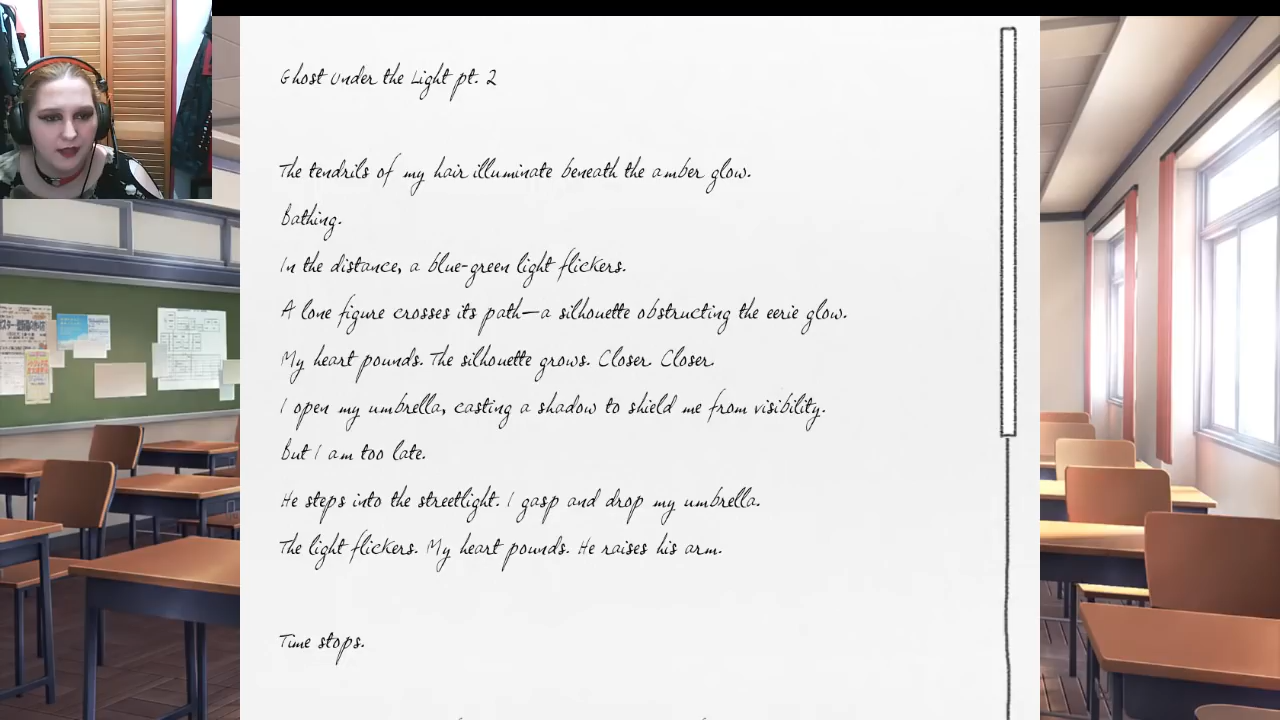 Ghost Under the Light pt. 2
The tendrils of my hair illuminate beneath the amber glow.
Bathing.
In the distance, a blue-green light flickers.
A lone figure crosses its path—a silhouette obstructing the eerie glow.
My heart pounds. The silhouette grows. Closer. Closer.
I open my umbrella, casting a shadow to shield me from visibility.
But I am too late.
He steps into the streetlight. I gasp and drop my umbrella.
The light flickers. My heart pounds. He raises his arm.
Time stops.